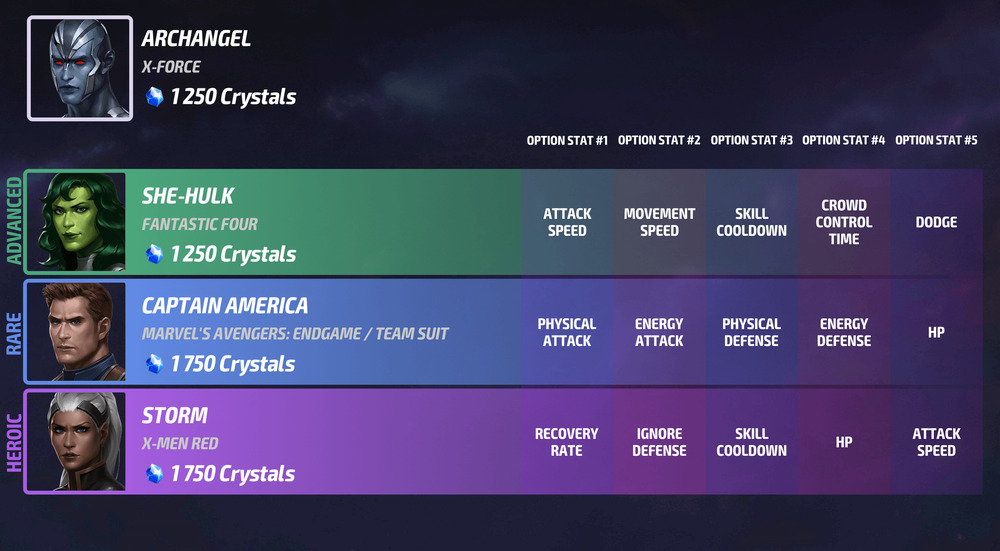 ARCHANGEL
X-FORCE
1 250 Crystals
OPTION STAT #1 OPTION STAT #2 OPTION STAT #3 OPTION STAT #4 OPTION STAT #5
ADVANCED
SHE-HULK
FANTASTIC FOUR
1 250 Crystals
ATTACK
SPEED
MOVEMENT
SPEED
SKILL
COOLDOWN
CROWD
CONTROL
TIME
DODGE
RARE
CAPTAIN AMERICA
MARVEL'S AVENGERS: ENDGAME / TEAM SUIT
1 750 Crystals
PHYSICAL
ATTACK
ENERGY
ATTACK
PHYSICAL
DEFENSE
ENERGY
DEFENSE
HP
HEROIC
STORM
X-MEN RED
1 750 Crystals
RECOVERY
RATE
IGNORE
DEFENSE
SKILL
COOLDOWN
HP
ATTACK
SPEED